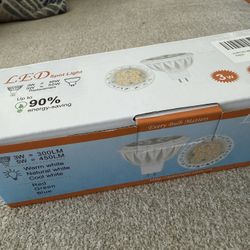 LED Spot Light
Up to
90%
energy-saving
3W
Every Bulb Matters
3W = 300LM
5W = 450LM
Warm white
Natural white
Cool white
Red
Green
Blue